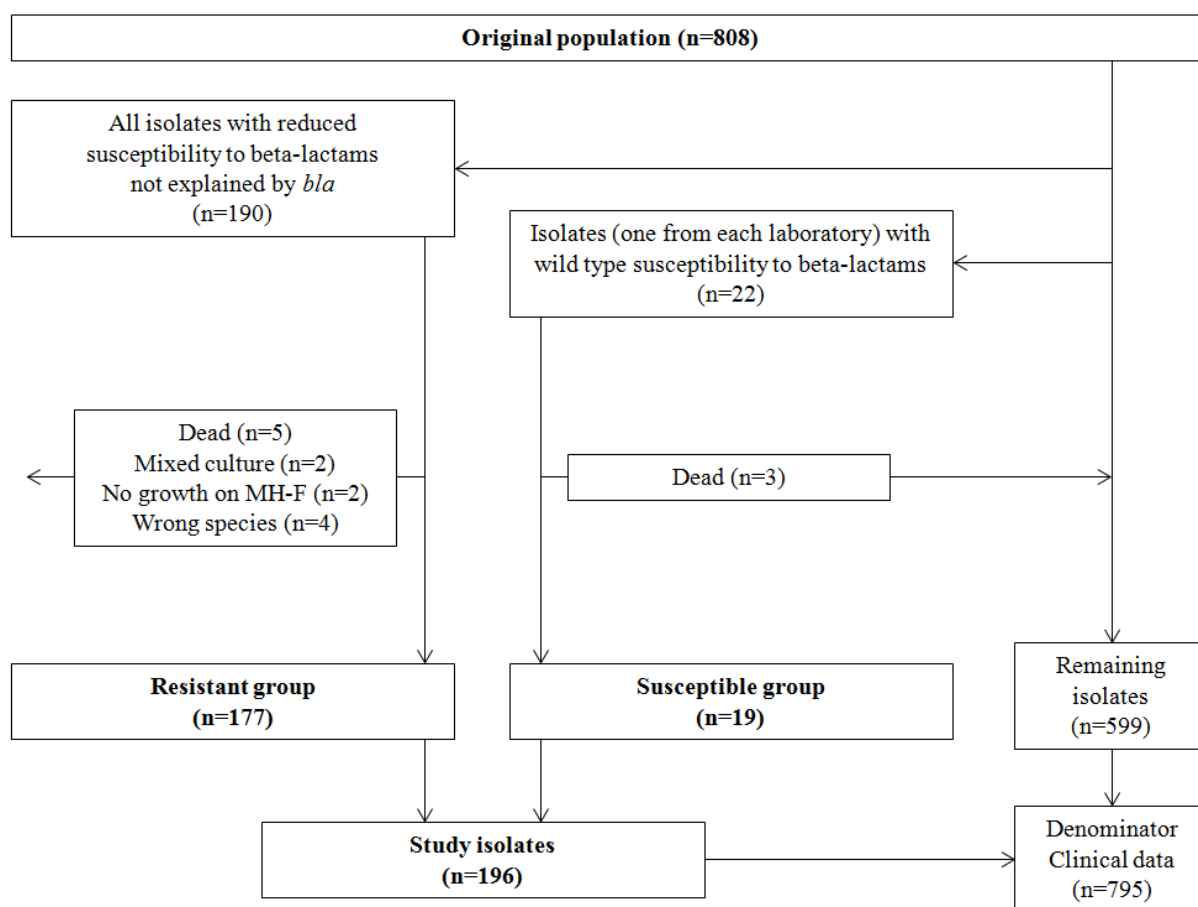 Original population (n=808)
All isolates with reduced
susceptibility to beta-lactams
not explained by bla
(n=190)
Isolates (one from each laboratory) with
wild type susceptibility to beta-lactams
(n=22)
Dead (n=5)
Mixed culture (n=2)
No growth on MH-F (n=2)
Wrong species (n=4)
Dead (n=3)
Resistant group
(n=177)
Susceptible group
(n=19)
Remaining
isolates
(n=599)
Study isolates
(n=196)
Denominator
Clinical data
(n=795)